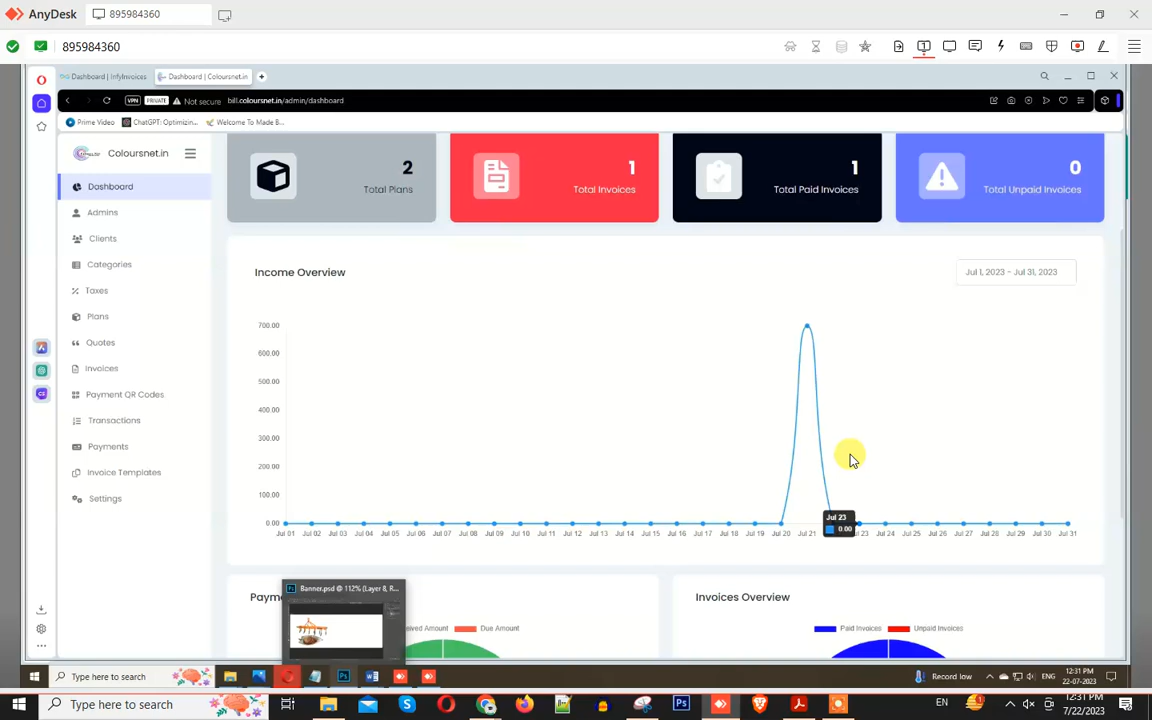 AnyDesk
895984360
895984360
Dashboard | InfyInvoices
Dashboard | Coloursnet.in
VPN PRIVATE Not secure bill.coloursnet.in/admin/dashboard
Prime Video ChatGPT: Optimizin... Welcome To Made B...
Coloursnet.in
Dashboard
Admins
Clients
Categories
Taxes
Plans
Quotes
Invoices
Payment QR Codes
Transactions
Payments
Invoice Templates
Settings
2
Total Plans
1
Total Invoices
1
Total Paid Invoices
0
Total Unpaid Invoices
Income Overview
Jul 1, 2023 - Jul 31, 2023
700.00
600.00
500.00
400.00
300.00
200.00
100.00
0.00
Jul 23
0.00
Jul 01 Jul 02 Jul 03 Jul 04 Jul 05 Jul 06 Jul 07 Jul 08 Jul 09 Jul 10 Jul 11 Jul 12 Jul 13 Jul 14 Jul 15 Jul 16 Jul 17 Jul 18 Jul 19 Jul 20 Jul 21 23 Jul 24 Jul 25 Jul 26 Jul 27 Jul 28 Jul 29 Jul 30 Jul 31
Banner.psd @ 112% (Layer 8, R...
Invoices Overview
Due Amount
Paid Invoices Unpaid Invoices
Type here to search
Record low
ENG
12:31 PM
22-07-2023
Type here to search
EN
12:31 PM
7/22/2023